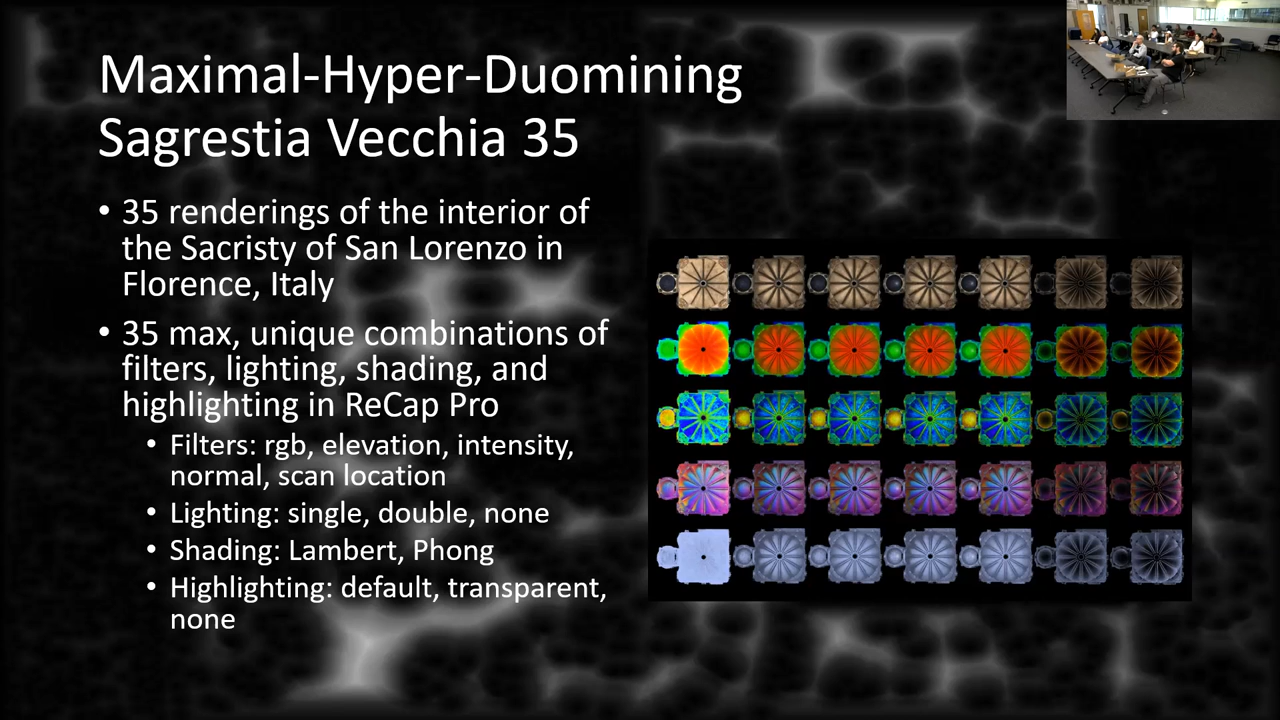 Maximal-Hyper-Duomining
Sagrestia Vecchia 35
• 35 renderings of the interior of
the Sacristy of San Lorenzo in
Florence, Italy
• 35 max, unique combinations of
filters, lighting, shading, and
highlighting in ReCap Pro
• Filters: rgb, elevation, intensity,
normal, scan location
• Lighting: single, double, none
• Shading: Lambert, Phong
• Highlighting: default, transparent,
none